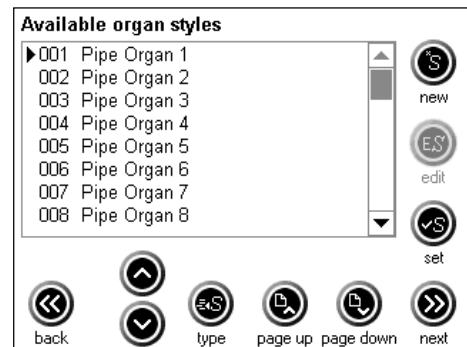 Available organ styles
001 Pipe Organ 1
002 Pipe Organ 2
003 Pipe Organ 3
004 Pipe Organ 4
005 Pipe Organ 5
006 Pipe Organ 6
007 Pipe Organ 7
008 Pipe Organ 8
S
new
ES
edit
S
set
S
back
type
page up
page down
next